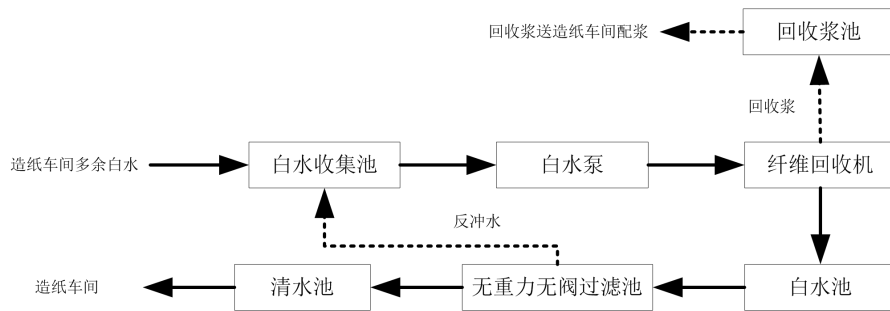 回收浆送造纸车间配浆
回收浆池
回收浆
造纸车间多余白水
白水收集池
白水泵
纤维回收机
反冲水
造纸车间
清水池
无重力无阀过滤池
白水池